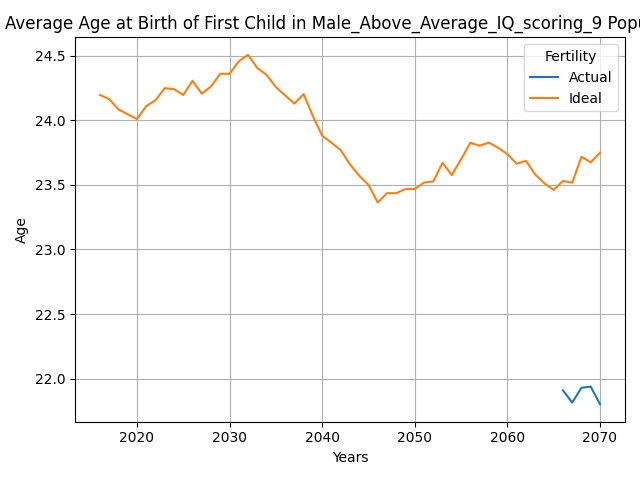 Average Age at Birth of First Child in Male_Above_Average_IQ_scoring_9 Popu
Fertility
Actual
Ideal
24.5
24.0
23.5
23.0
22.5
22.0
Age
2020 2030 2040 2050 2060 2070
Years